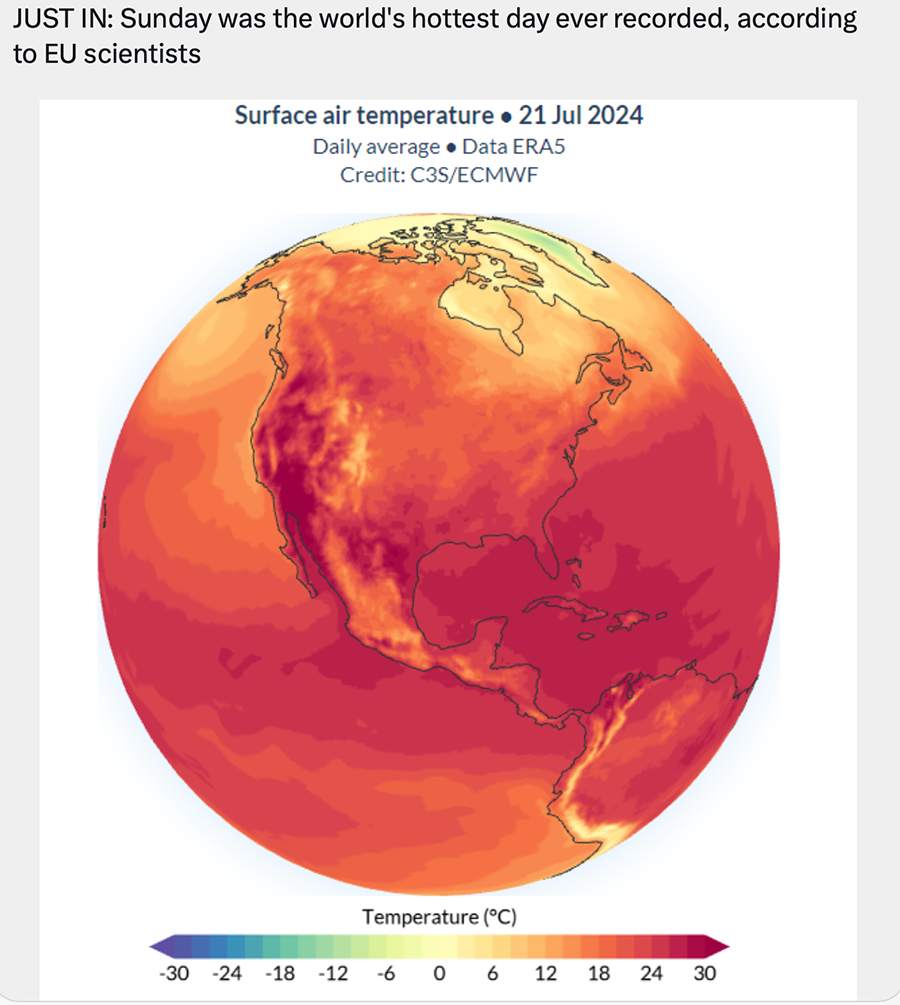 JUST IN: Sunday was the world's hottest day ever recorded, according
to EU scientists
Surface air temperature • 21 Jul 2024
Daily average • Data ERA5
Credit: C3S/ECMWF
Temperature (°C)
-30 -24 -18 -12 -6 0 6 12 18 24 30